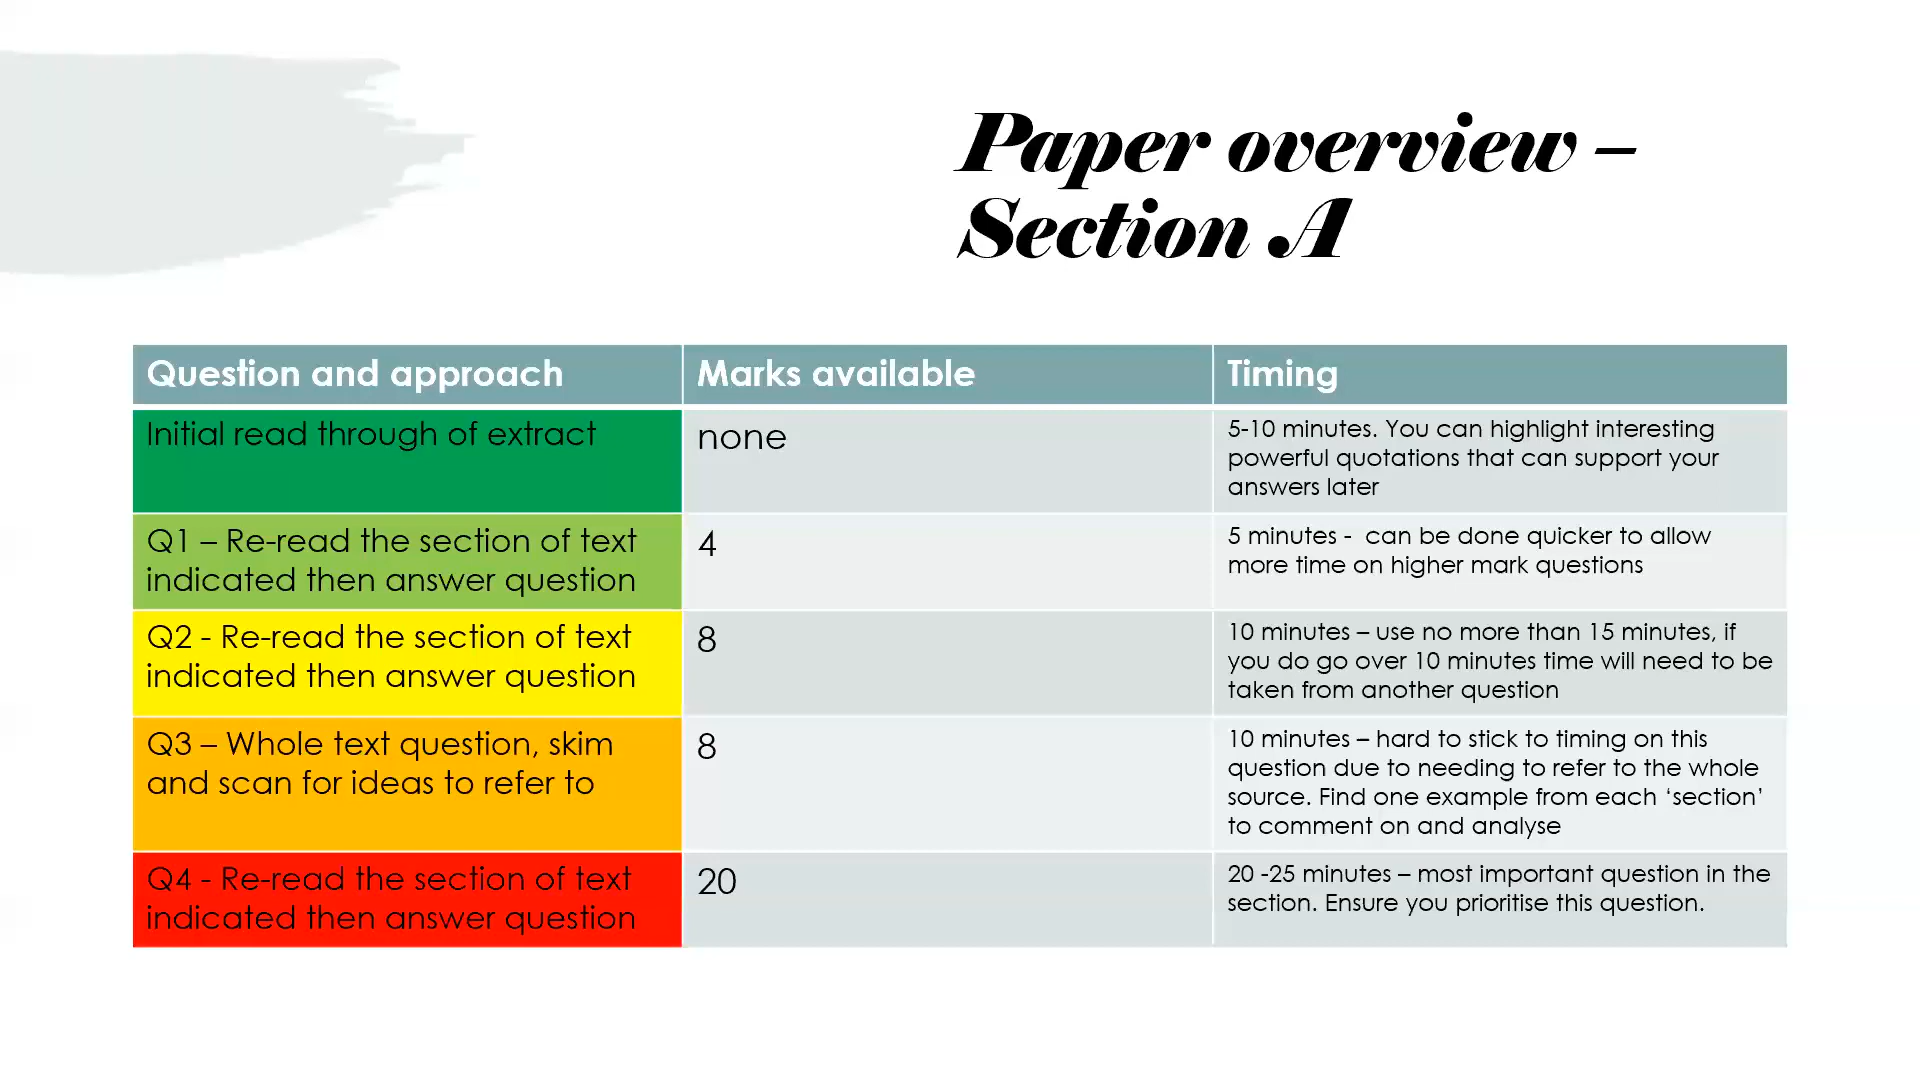 Paper overview –
Section A
Question and approach
Marks available
Timing
Initial read through of extract
none
5-10 minutes. You can highlight interesting
powerful quotations that can support your
answers later
Q1 – Re-read the section of text
indicated then answer question
4
5 minutes -  can be done quicker to allow
more time on higher mark questions
Q2 - Re-read the section of text
indicated then answer question
8
10 minutes – use no more than 15 minutes, if
you do go over 10 minutes time will need to be
taken from another question
Q3 – Whole text question, skim
and scan for ideas to refer to
8
10 minutes – hard to stick to timing on this
question due to needing to refer to the whole
source. Find one example from each ‘section’
to comment on and analyse
Q4 - Re-read the section of text
indicated then answer question
20
20 -25 minutes – most important question in the
section. Ensure you prioritise this question.